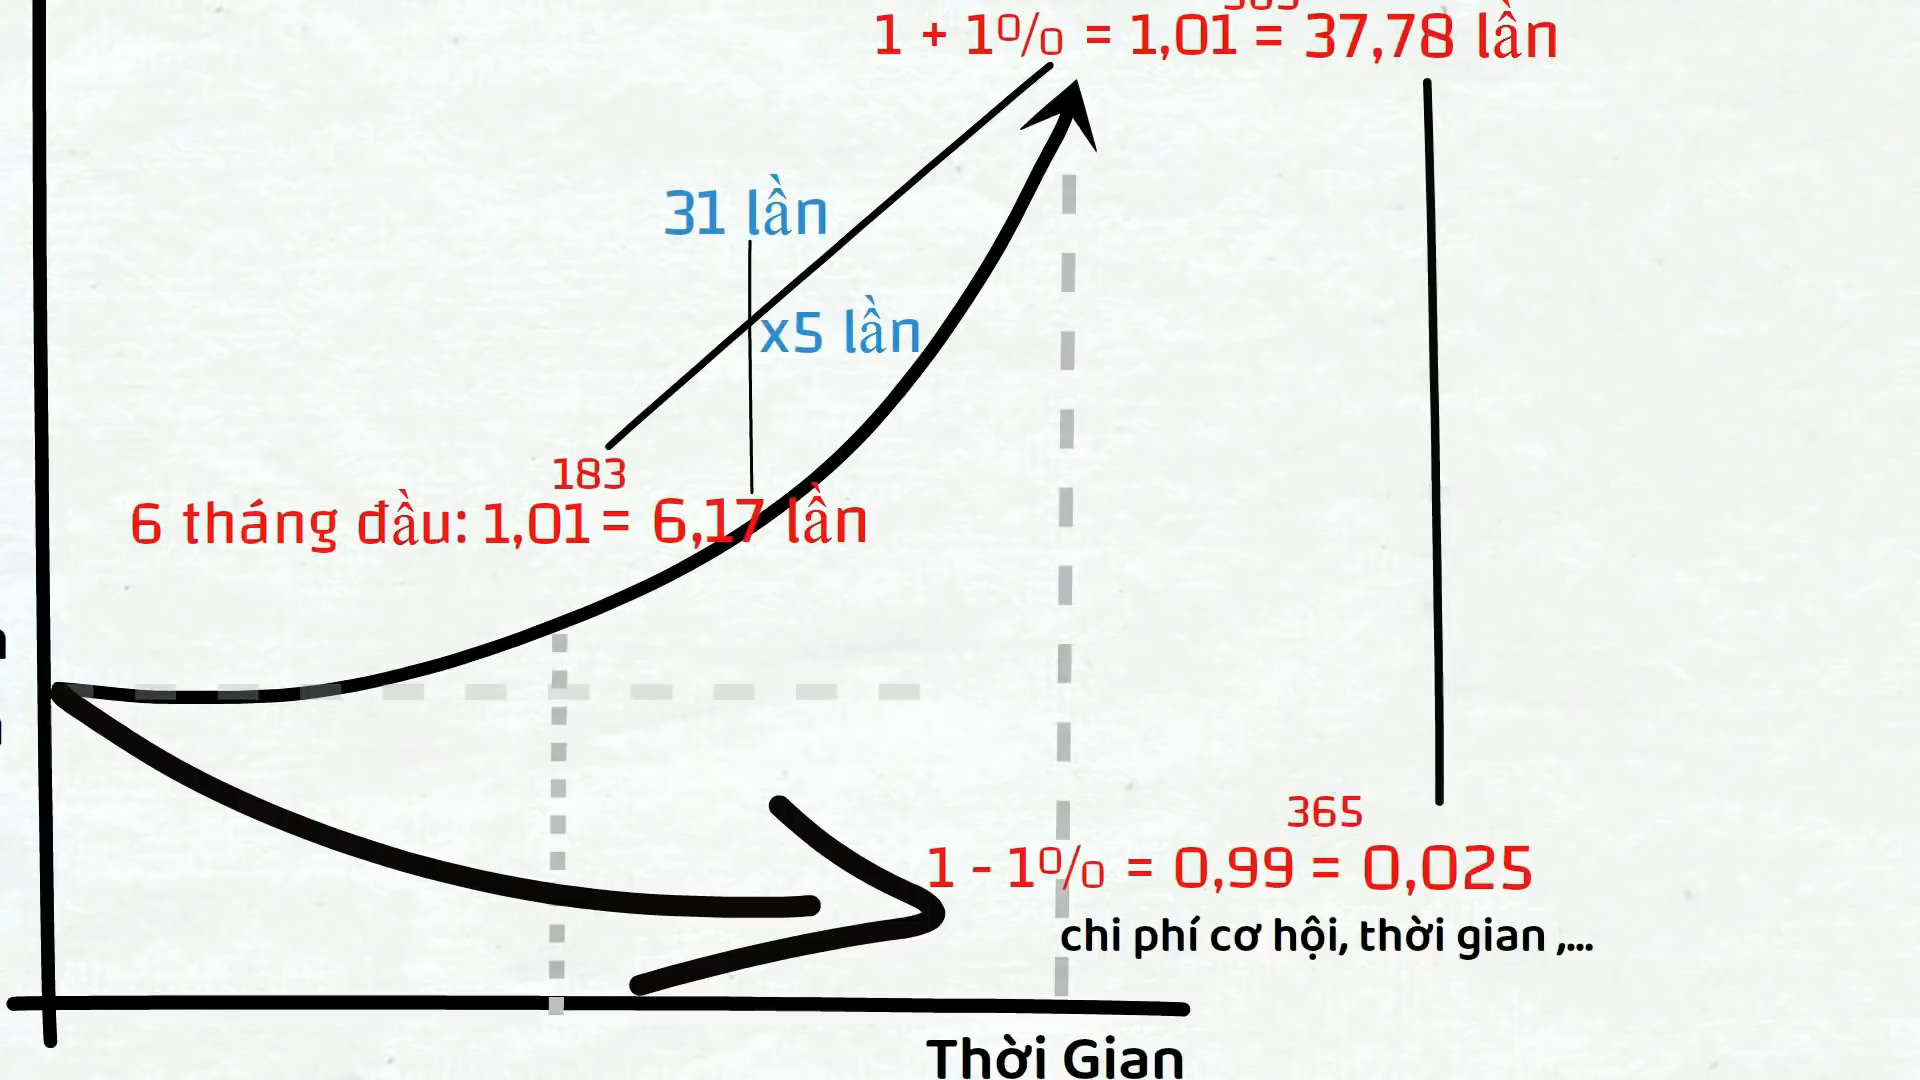 365
1 + 1% = 1,01 = 37,78 lần
31 lần
x5 lần
183
6 tháng đầu: 1,01 = 6,17 lần
365
1 - 1% = 0,99 = 0,025
chi phí cơ hội, thời gian ,...
Thời Gian